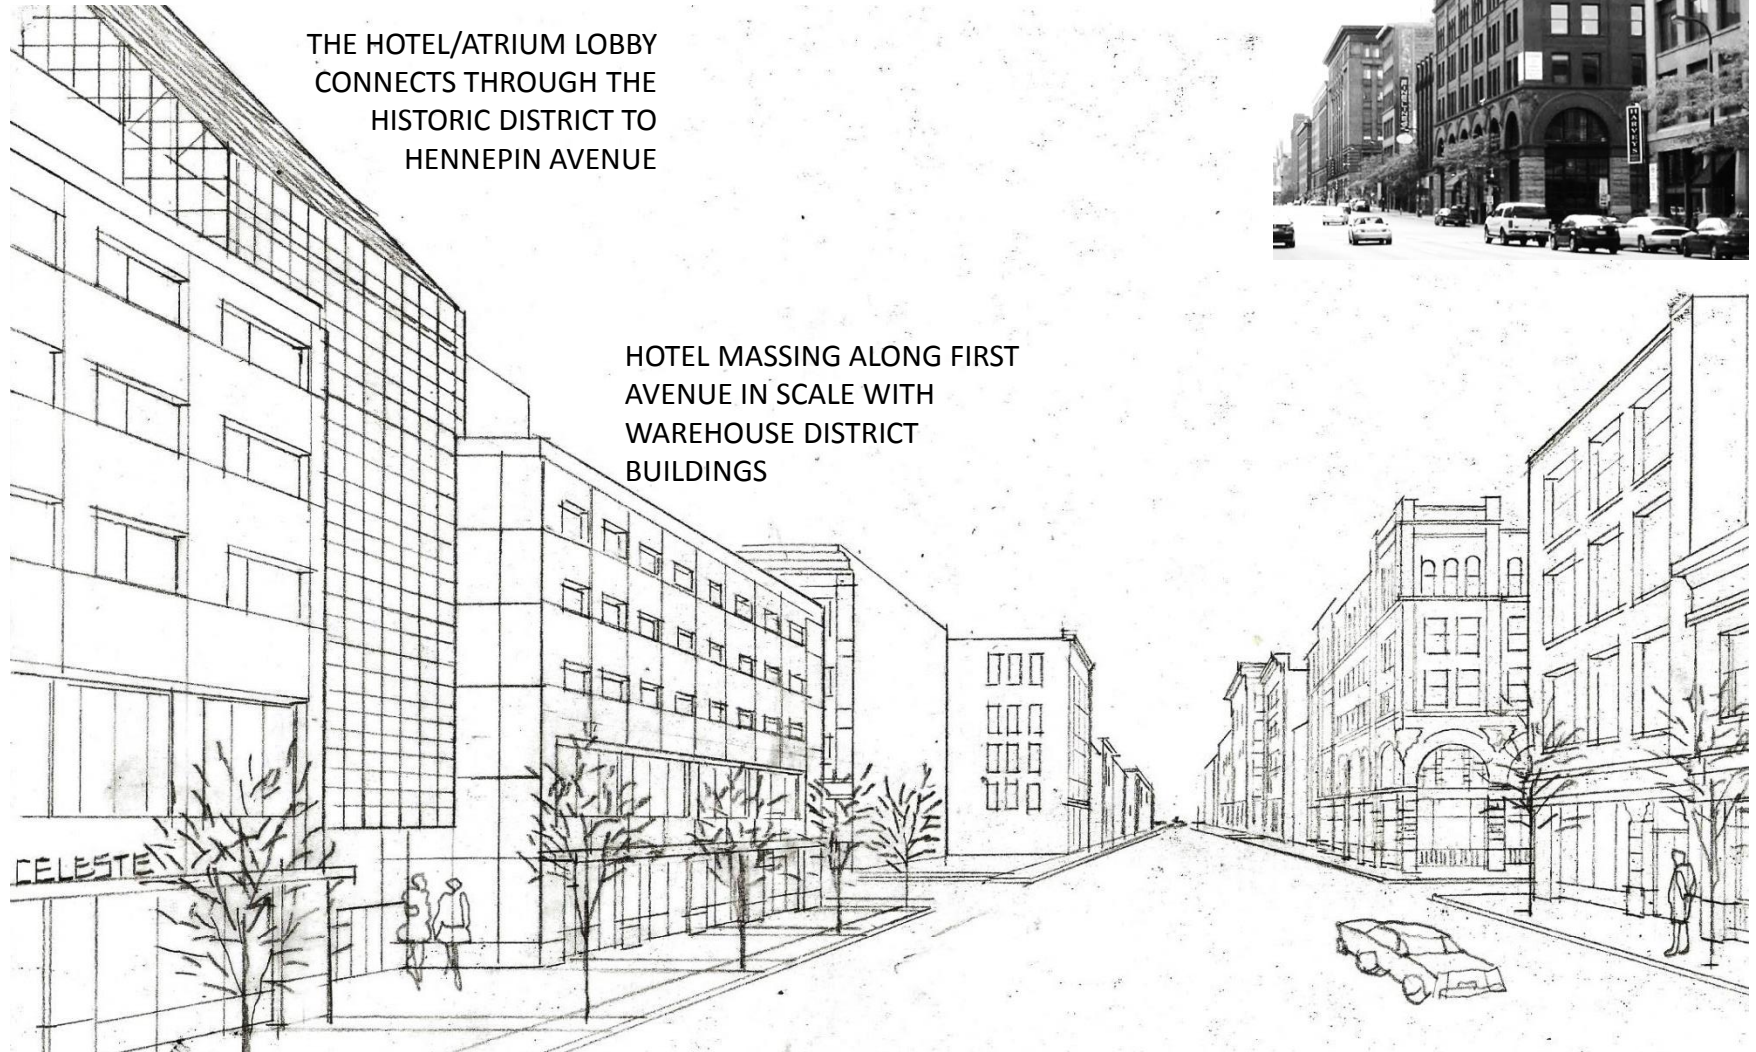 THE HOTEL/ATRIUM LOBBY
CONNECTS THROUGH THE
HISTORIC DISTRICT TO
HENNEPIN AVENUE
HARVEYS
HOTEL MASSING ALONG FIRST
AVENUE IN SCALE WITH
WAREHOUSE DISTRICT
BUILDINGS
CELESTE